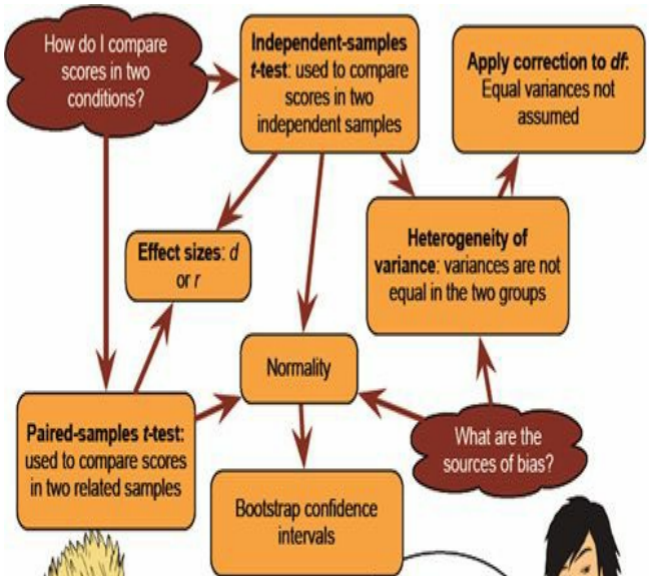 How do I compare
scores in two
conditions?
Independent-samples
t-test: used to compare
scores in two
independent samples
Apply correction to df:
Equal variances not
assumed
Effect sizes: d
or r
Heterogeneity of
variance: variances are not
equal in the two groups
Normality
Paired-samples t-test:
used to compare scores
in two related samples
What are the
sources of bias?
Bootstrap confidence
intervals